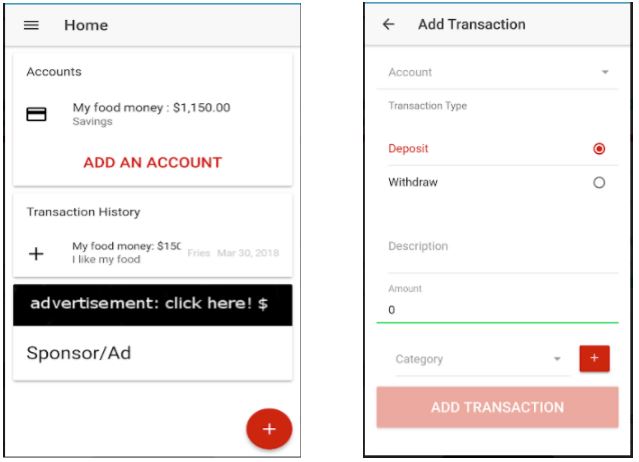 Home
Accounts
My food money : $1,150.00
Savings
ADD AN ACCOUNT
Transaction History
My food money: $150 Fries Mar 30, 2018
I like my food
advertisement: click here! $
Sponsor/Ad
+
Add Transaction
Account
Transaction Type
Deposit
Withdraw
Description
Amount
0
Category +
ADD TRANSACTION